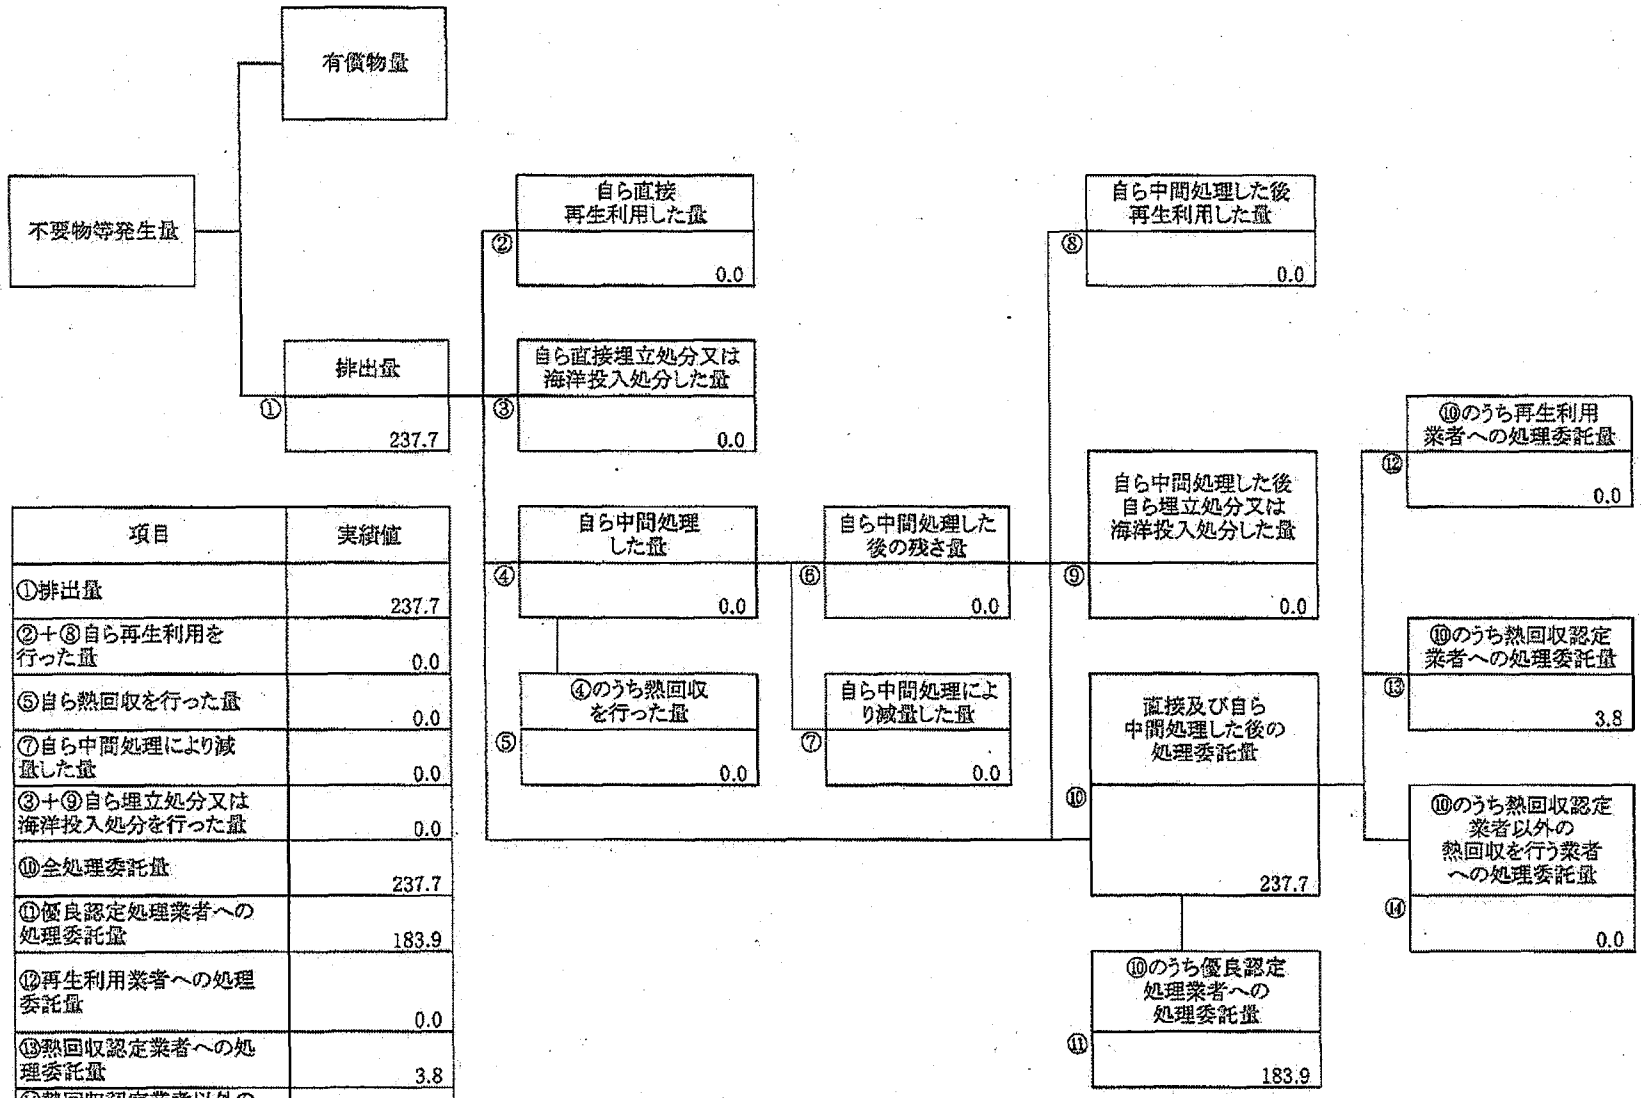 有償物量
不要物等発生量
排出量
①
237.7
自ら直接
再生利用した量
②
0.0
自ら直接埋立処分又は
海洋投入処分した量
③
0.0
自ら中間処理
した量
④
0.0
④のうち熱回収
を行った量
⑤
0.0
自ら中間処理した
後の残さ量
⑥
0.0
自ら中間処理によ
り減量した量
⑦
0.0
自ら中間処理した後
再生利用した量
⑧
0.0
自ら中間処理した後
自ら埋立処分又は
海洋投入処分した量
⑨
0.0
直接及び自ら
中間処理した後の
処理委託量
⑩
237.7
⑩のうち優良認定
処理業者への
処理委託量
⑪
183.9
⑩のうち再生利用
業者への処理委託量
⑫
0.0
⑩のうち熱回収認定
業者への処理委託量
⑬
3.8
⑩のうち熱回収認定
業者以外の
熱回収を行う業者
への処理委託量
⑭
0.0
項目 実績値
①排出量
237.7
②+⑧自ら再生利用を
行った量
0.0
⑤自ら熱回収を行った量
0.0
⑦自ら中間処理により減
量した量
0.0
③+⑨自ら埋立処分又は
海洋投入処分を行った量
0.0
⑩全処理委託量
237.7
⑪優良認定処理業者への
処理委託量
183.9
⑫再生利用業者への処理
委託量
0.0
⑬熱回収認定業者への処
理委託量
3.8
⑭熱回収認定業者以外の